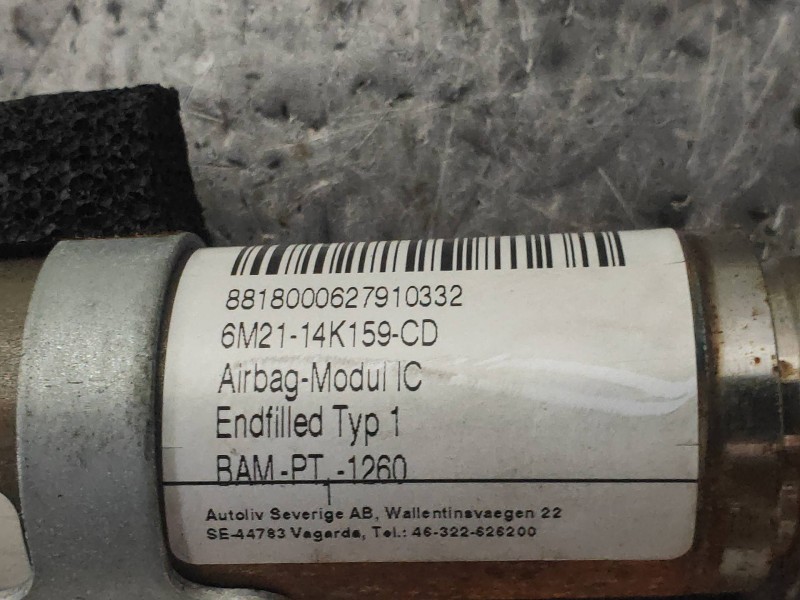 8818000627910332
6M21-14K159-CD
Airbag-Modul IC
Endfilled Typ 1
BAM-PT.-1260
Autoliv Severige AB, Wallentinsvaegen 22
SE-44783 Vagarda, Tel.: 46-322-626200